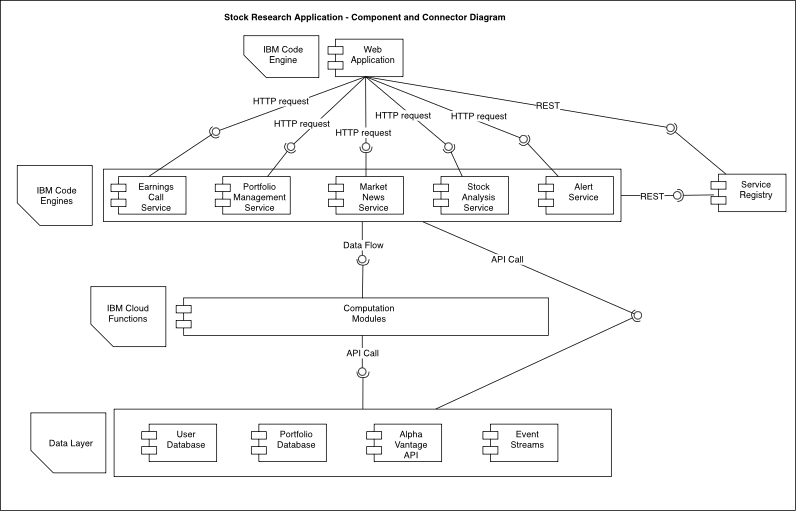 Stock Research Application - Component and Connector Diagram
IBM Code
Engine
Web
Application
HTTP request
HTTP request
HTTP request
HTTP request
HTTP request
REST
IBM Code
Engines
Earnings
Call
Service
Portfolio
Management
Service
Market
News
Service
Stock
Analysis
Service
Alert
Service
REST
Service
Registry
Data Flow
API Call
IBM Cloud
Functions
Computation
Modules
API Call
Data Layer
User
Database
Portfolio
Database
Alpha
Vantage
API
Event
Streams